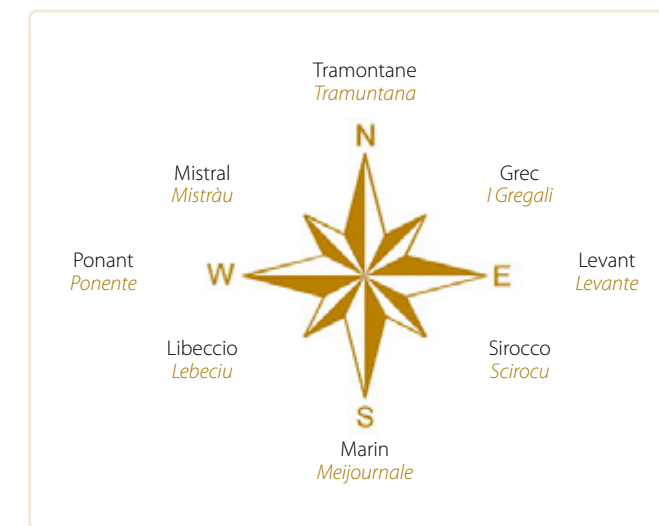 Tramontane
Tramuntana
N
Mistral
Mistràu
Grec
I Gregali
Ponant
Ponente
W
E
Levant
Levante
Libeccio
Lebeciu
Sirocco
Scirocu
S
Marin
Meijournale